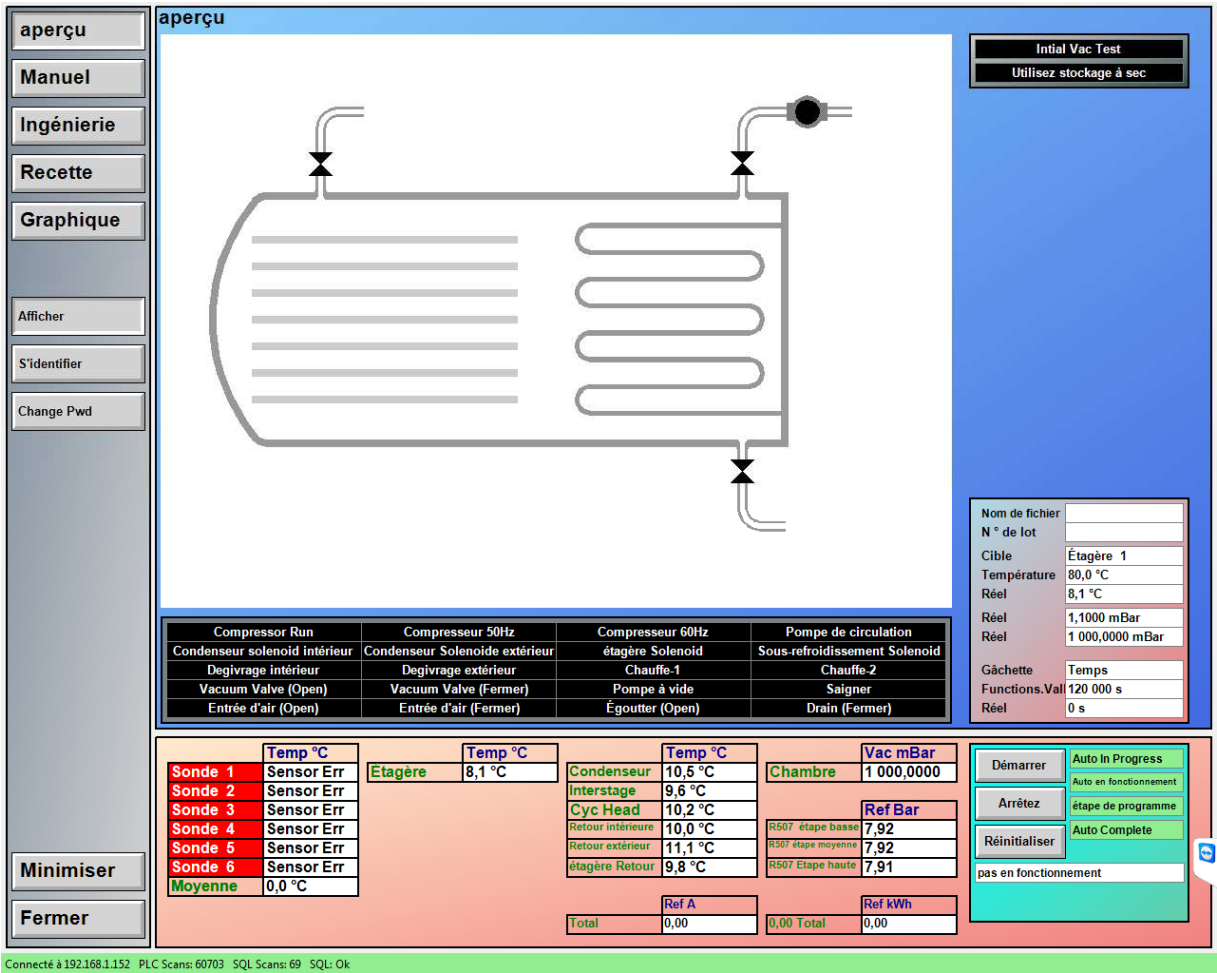 aperçu
Manuel
Ingénierie
Recette
Graphique
Afficher
S'identifier
Change Pwd
Minimiser
Fermer
aperçu
Intial Vac Test
Utilisez stockage à sec
Nom de fichier
N ° de lot
Cible Étagère 1
Température 80,0 °C
Réel 8,1 °C
Réel 1,1000 mBar
Réel 1 000,0000 mBar
Gâchette Temps
Functions.Vall 120 000 s
Réel 0 s
Compressor Run Compresseur 50Hz Compresseur 60Hz Pompe de circulation
Condenseur solenoid intérieur Condenseur Solenoide extérieur étagère Solenoid Sous-refroidissement Solenoid
Degivrage intérieur Degivrage extérieur Chauffe-1 Chauffe-2
Vacuum Valve (Open) Vacuum Valve (Fermer) Pompe à vide Saigner
Entrée d'air (Open) Entrée d'air (Fermer) Égoutter (Open) Drain (Fermer)
Temp °C
Sonde 1 Sensor Err
Sonde 2 Sensor Err
Sonde 3 Sensor Err
Sonde 4 Sensor Err
Sonde 5 Sensor Err
Sonde 6 Sensor Err
Moyenne 0,0 °C
Temp °C
Étagère 8,1 °C
Temp °C
Condenseur 10,5 °C
Interstage 9,6 °C
Cyc Head 10,2 °C
Retour intérieure 10,0 °C
Retour extérieur 11,1 °C
étagère Retour 9,8 °C
Ref A
Total 0,00
Vac mBar
Chambre 1 000,0000
Ref Bar
R507 étape basse 7,92
R507 étape moyenne 7,92
R507 Etape haute 7,91
Ref kWh
0,00 Total 0,00
Démarrer
Arrêtez
Réinitialiser
Auto In Progress
Auto en fonctionnement
étape de programme
Auto Complete
pas en fonctionnement
Connecté à 192.168.1.152 PLC Scans: 60703 SQL Scans: 69 SQL: Ok